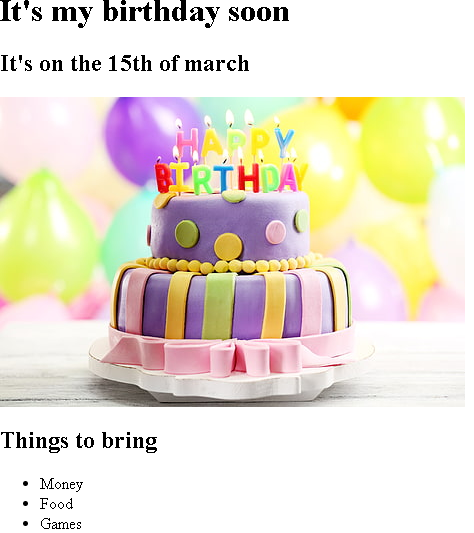 It's my birthday soon
It's on the 15th of march
HAPPY
BIRTHDAY
Things to bring
Money
Food
Games